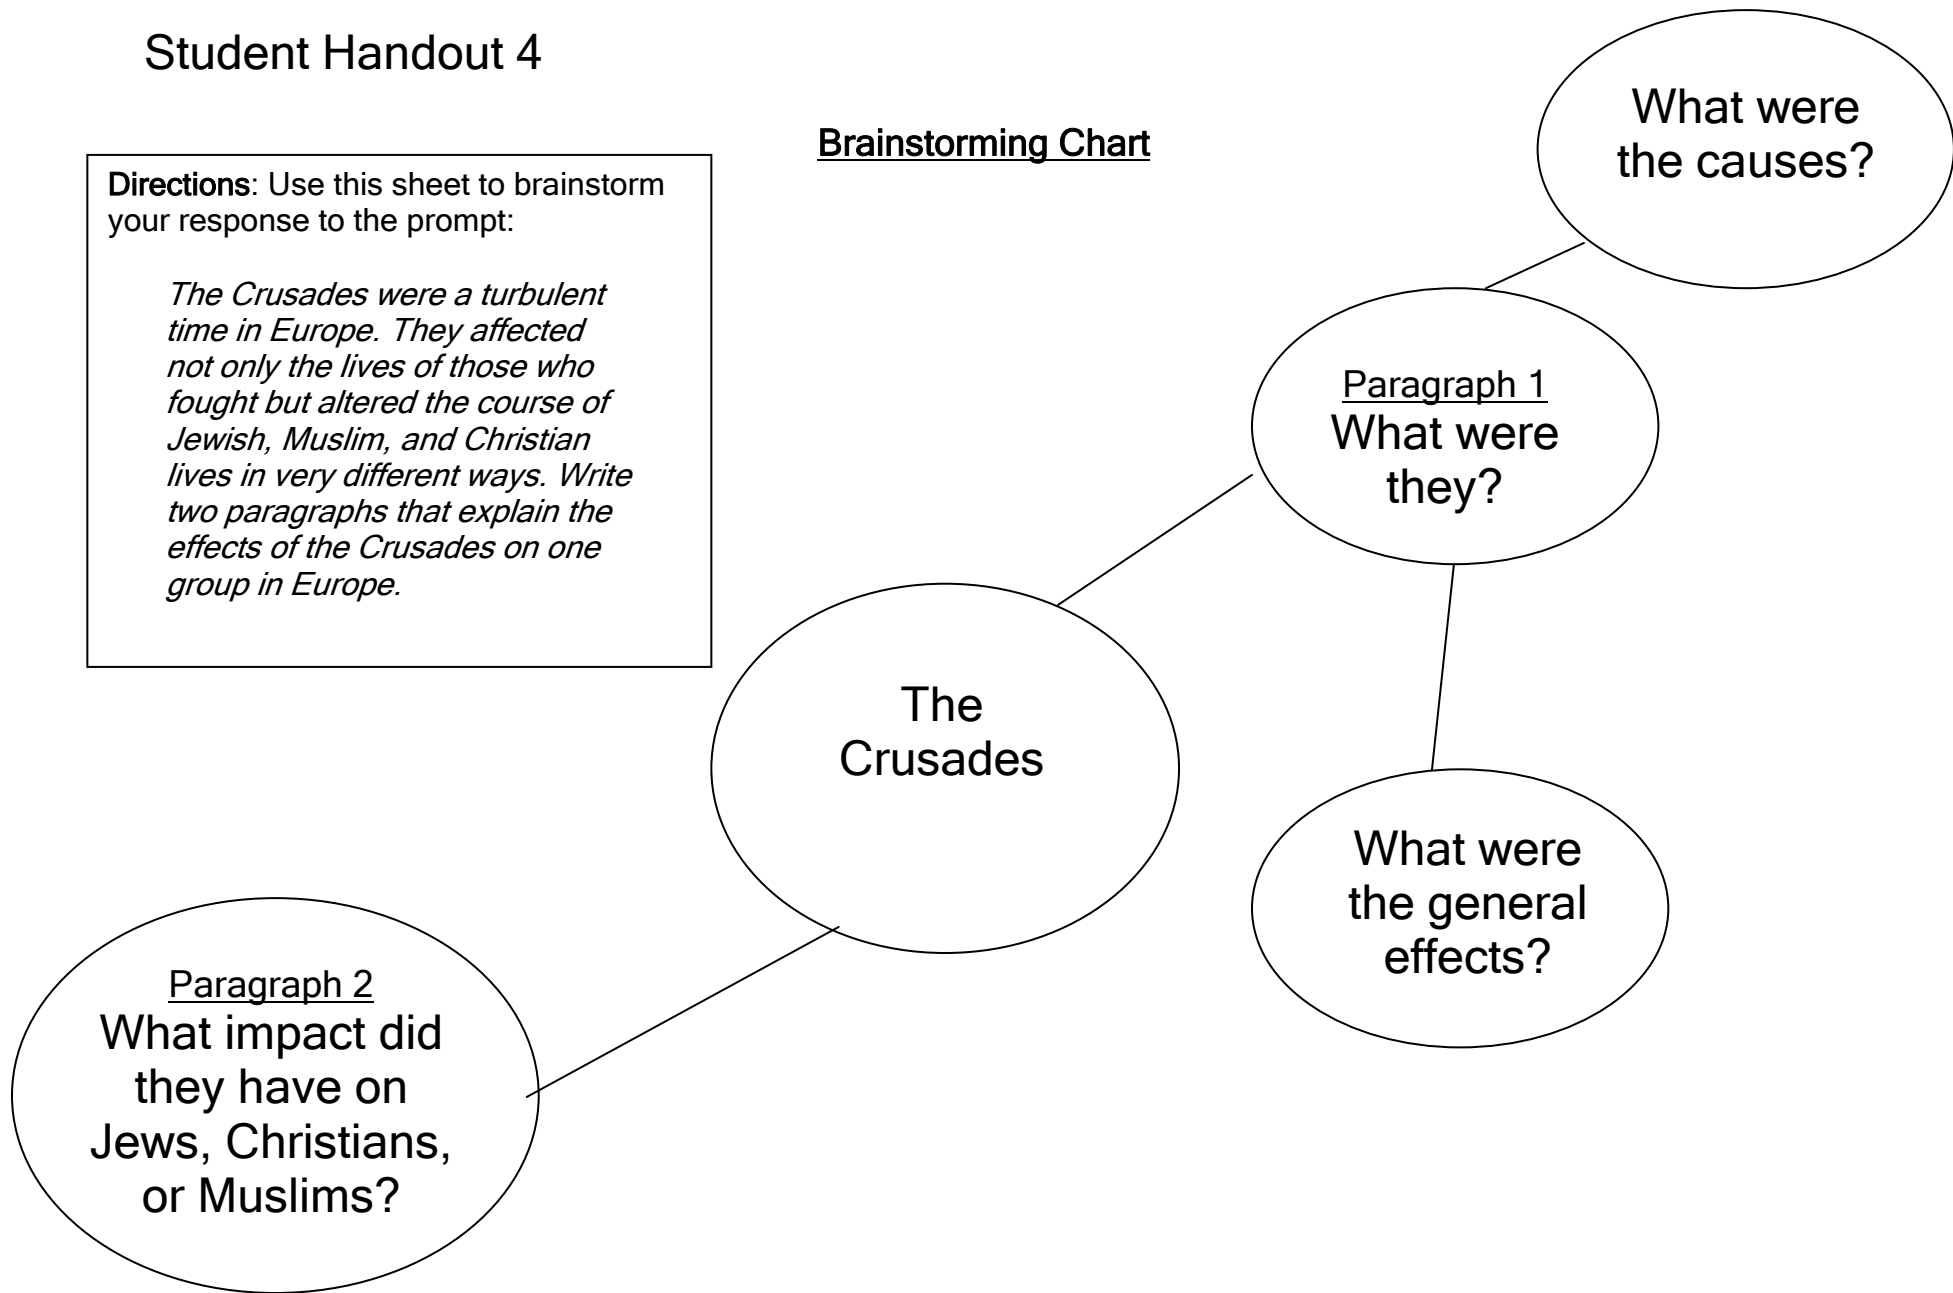 Student Handout 4
Brainstorming Chart
Directions: Use this sheet to brainstorm
your response to the prompt:
The Crusades were a turbulent
time in Europe. They affected
not only the lives of those who
fought but altered the course of
Jewish, Muslim, and Christian
lives in very different ways. Write
two paragraphs that explain the
effects of the Crusades on one
group in Europe.
What were
the causes?
Paragraph 1
What were
they?
The
Crusades
What were
the general
effects?
Paragraph 2
What impact did
they have on
Jews, Christians,
or Muslims?